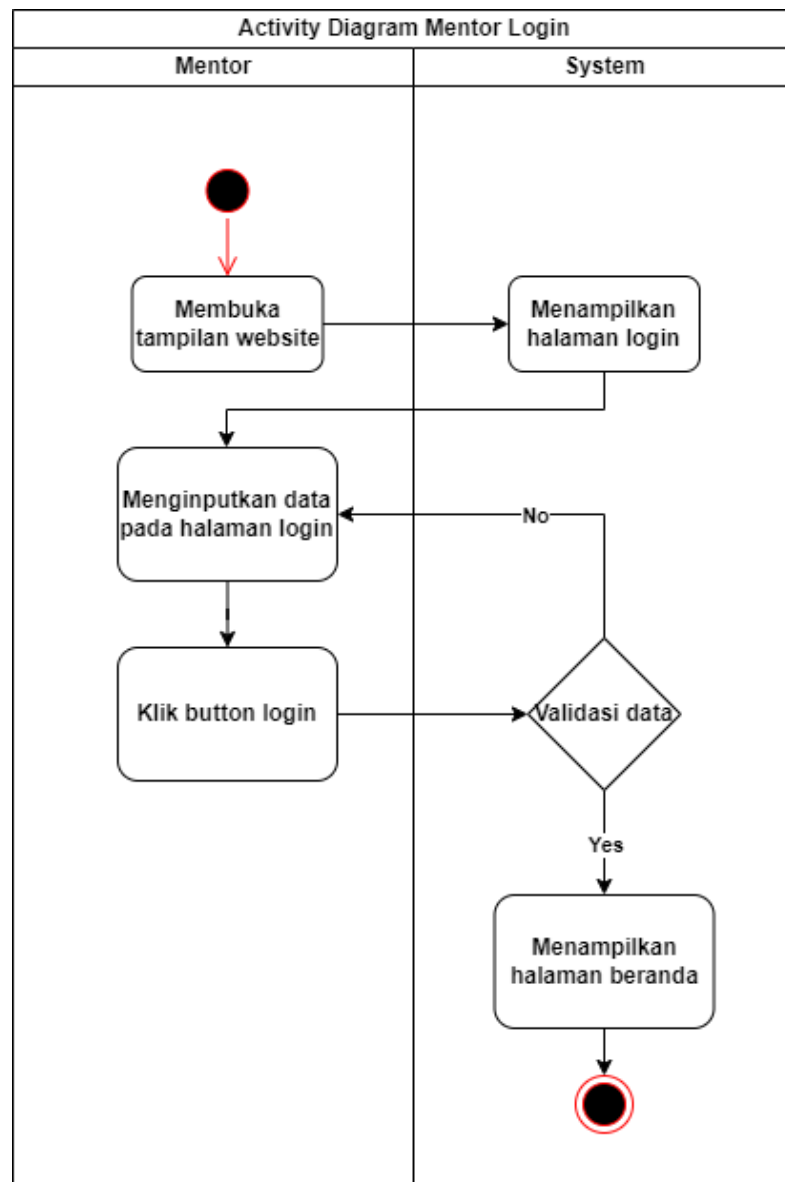 Activity Diagram Mentor Login
Mentor
System
Membuka
tampilan website
Menampilkan
halaman login
Menginputkan data
pada halaman login
No
Klik button login
Validasi data
Yes
Menampilkan
halaman beranda